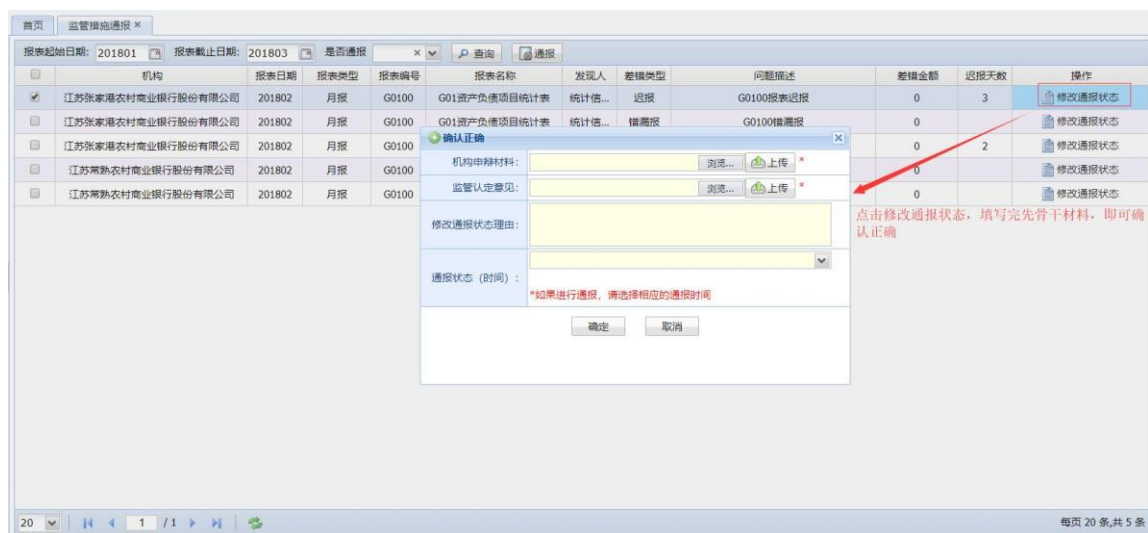 首页 监管措施通报 ×
报表起始日期: 201801 报表截止日期: 201803 是否通报 × 查询 通报
机构 报表日期 报表类型 报表编号 报表名称 发现人 差错类型 问题描述 差错金额 迟报天数 操作
江苏张家港农村商业银行股份有限公司 201802 月报 G0100 G01资产负债项目统计表 统计信... 迟报 G0100报表迟报 0 3 修改通报状态
江苏张家港农村商业银行股份有限公司 201802 月报 G0100 G01资产负债项目统计表 统计信... 错漏报 G0100错漏报 0 修改通报状态
江苏张家港农村商业银行股份有限公司 201802 月报 G0100 0 2 修改通报状态
江苏常熟农村商业银行股份有限公司 201802 月报 G0100 0 修改通报状态
江苏常熟农村商业银行股份有限公司 201802 月报 G0100 0 修改通报状态
确认正确
机构申辩材料: 浏览... 上传 *
监管认定意见: 浏览... 上传 *
修改通报状态理由:
通报状态（时间）:
*如果进行通报，请选择相应的通报时间
确定 取消
点击修改通报状态，填写完先骨干材料，即可确
认正确
20 1 / 1 每页 20 条,共 5 条